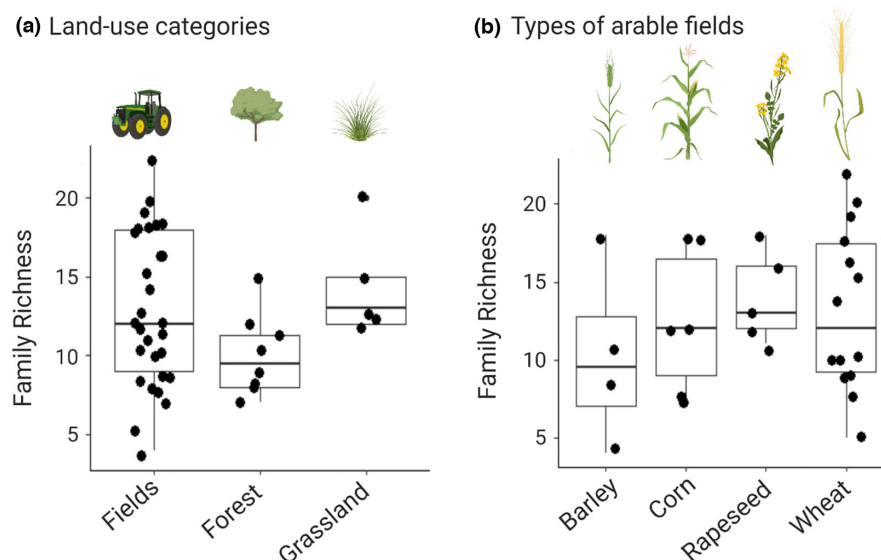 (a) Land-use categories
Family Richness
20
15
10
5
Fields
Forest
Grassland
(b) Types of arable fields
Family Richness
20
15
10
5
Barley
Corn
Rapeseed
Wheat